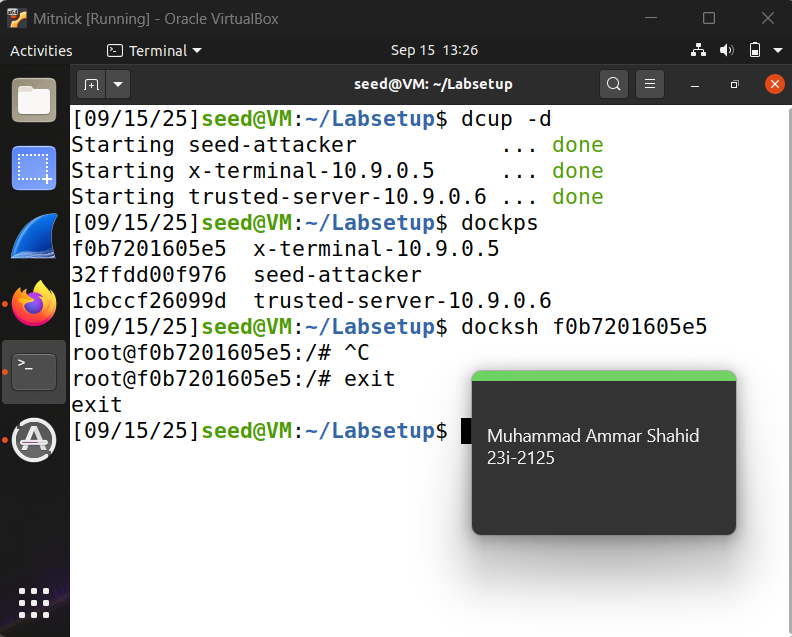 Mitnick [Running] - Oracle VirtualBox
Activities Terminal Sep 15 13:26
seed@VM: ~/Labsetup
[09/15/25]seed@VM:~/Labsetup$ dcup -d
Starting seed-attacker ... done
Starting x-terminal-10.9.0.5 ... done
Starting trusted-server-10.9.0.6 ... done
[09/15/25]seed@VM:~/Labsetup$ dockps
f0b7201605e5 x-terminal-10.9.0.5
32ffdd00f976 seed-attacker
1cbccf26099d trusted-server-10.9.0.6
[09/15/25]seed@VM:~/Labsetup$ docksh f0b7201605e5
root@f0b7201605e5:/# ^C
root@f0b7201605e5:/# exit
exit
[09/15/25]seed@VM:~/Labsetup$
Muhammad Ammar Shahid
23i-2125